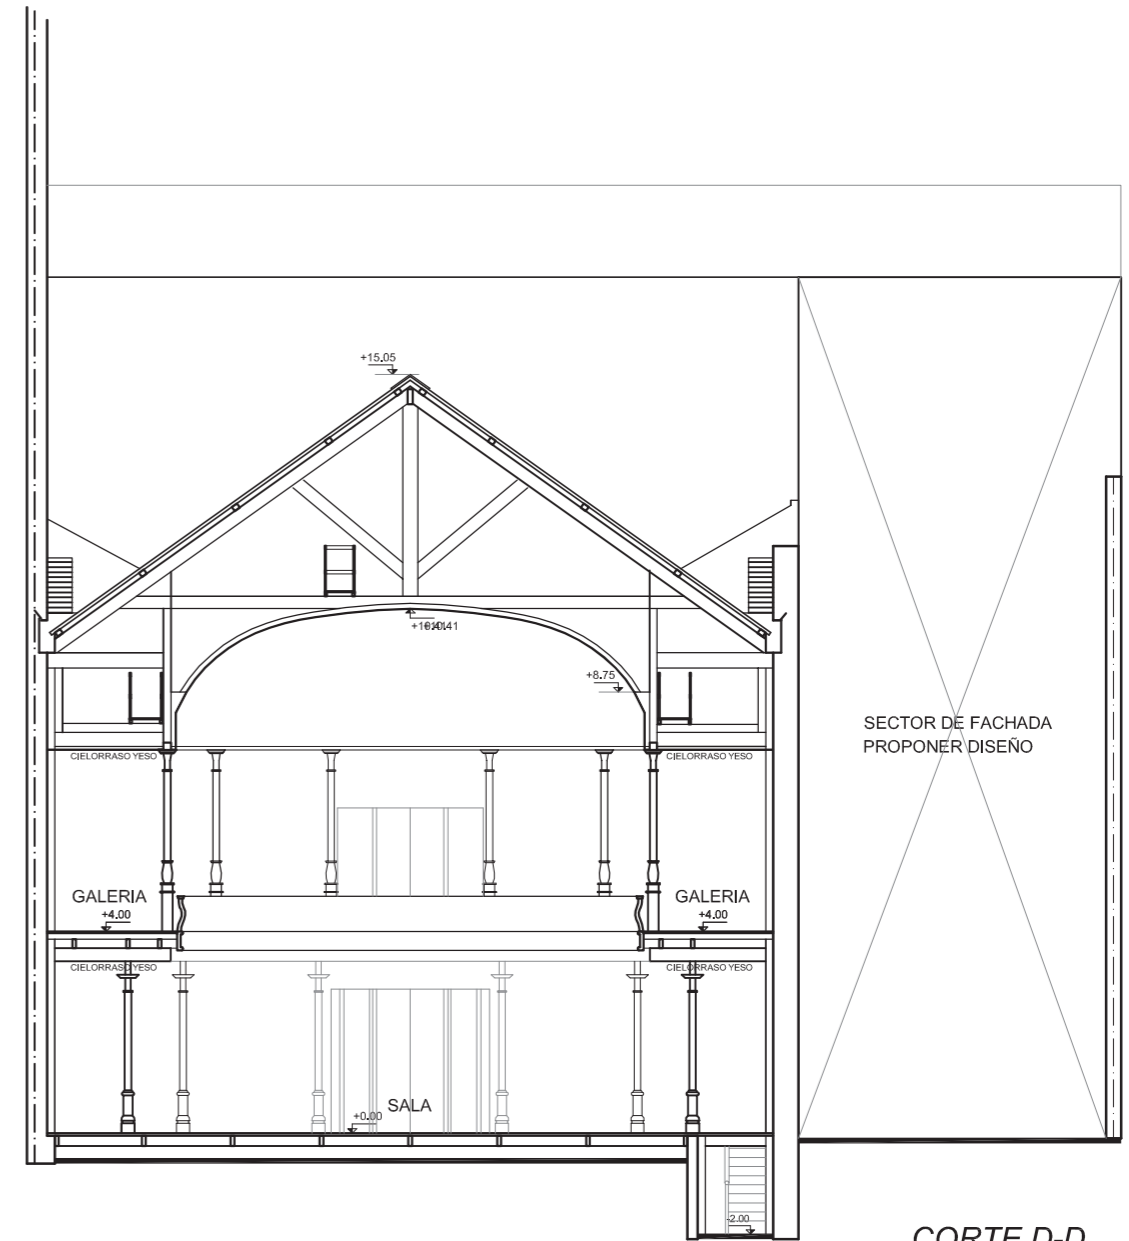 +15.05
+8.75
SECTOR DE FACHADA
PROPONER DISEÑO
CIELORRASO YESO
CIELORRASO YESO
GALERIA
+4.00
GALERIA
+4.00
CIELORRASO YESO
CIELORRASO YESO
SALA
+0.00
-2.00
CORTE D-D